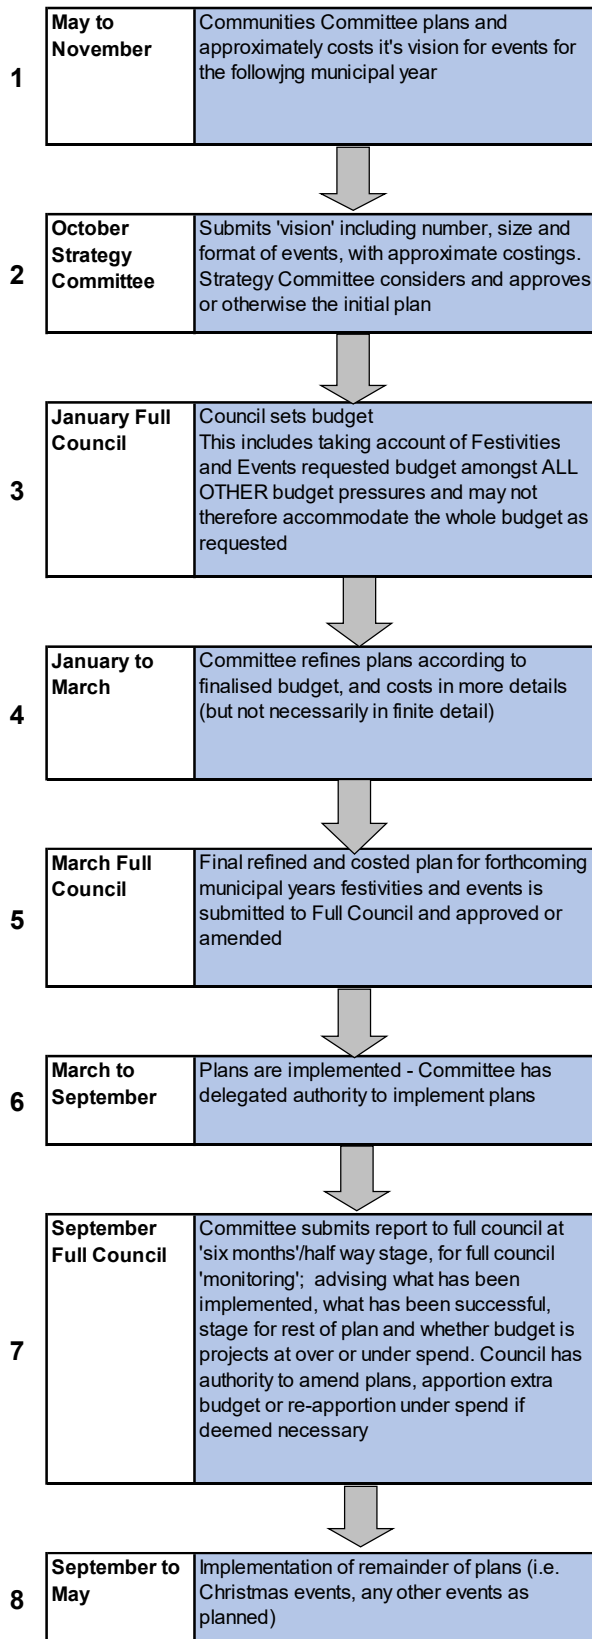 1
May to
November
Communities Committee plans and
approximately costs it's vision for events for
the followjng municipal year
2
October
Strategy
Committee
Submits 'vision' including number, size and
format of events, with approximate costings.
Strategy Committee considers and approves
or otherwise the initial plan
3
January Full
Council
Council sets budget
This includes taking account of Festivities
and Events requested budget amongst ALL
OTHER budget pressures and may not
therefore accommodate the whole budget as
requested
4
January to
March
Committee refines plans according to
finalised budget, and costs in more details
(but not necessarily in finite detail)
5
March Full
Council
Final refined and costed plan for forthcoming
municipal years festivities and events is
submitted to Full Council and approved or
amended
6
March to
September
Plans are implemented - Committee has
delegated authority to implement plans
7
September
Full Council
Committee submits report to full council at
'six months'/half way stage, for full council
'monitoring';  advising what has been
implemented, what has been successful,
stage for rest of plan and whether budget is
projects at over or under spend. Council has
authority to amend plans, apportion extra
budget or re-apportion under spend if
deemed necessary
8
September to
May
Implementation of remainder of plans (i.e.
Christmas events, any other events as
planned)